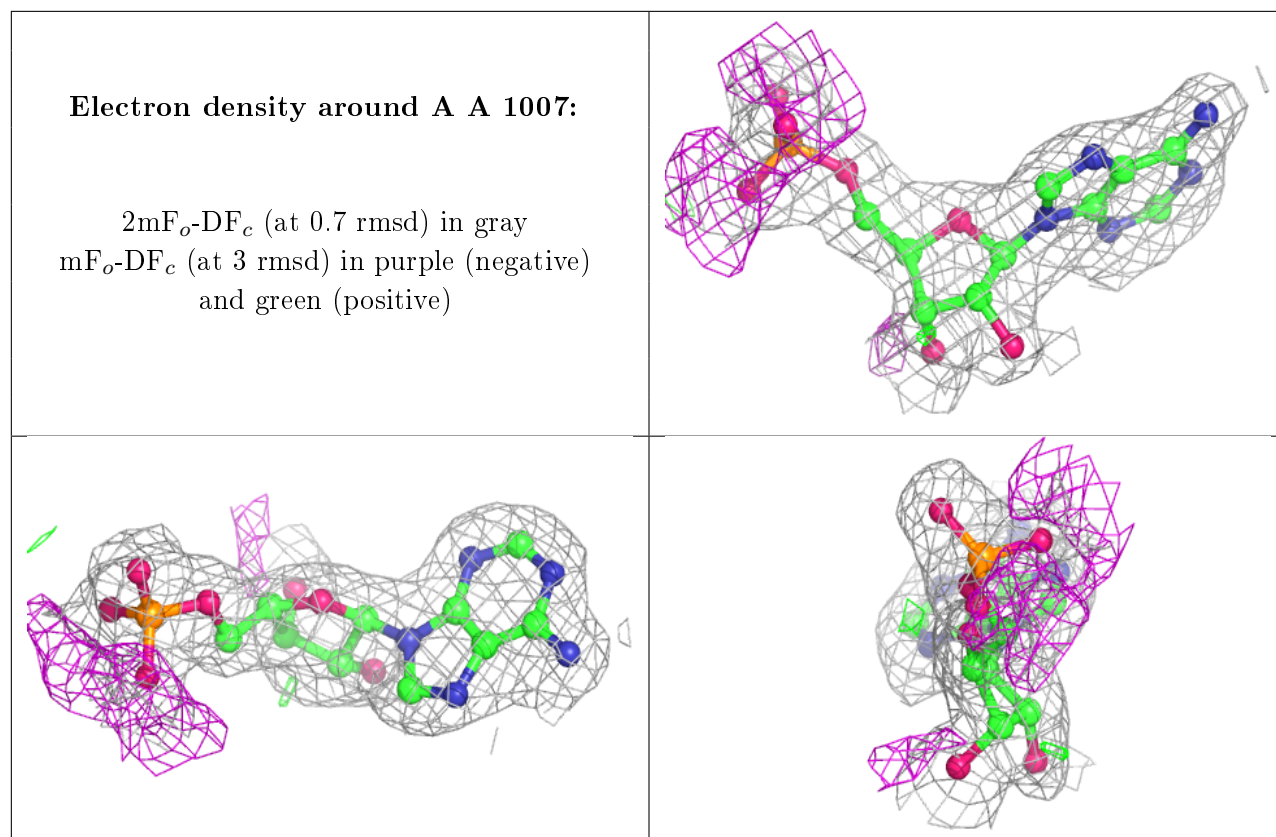 Electron density around A A 1007:
2mFo-DFc (at 0.7 rmsd) in gray
mFo-DFc (at 3 rmsd) in purple (negative)
and green (positive)